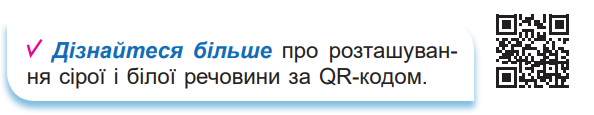 ✓ Дізнайтеся більше про розташуван-
ня сірої і білої речовини за QR-кодом.